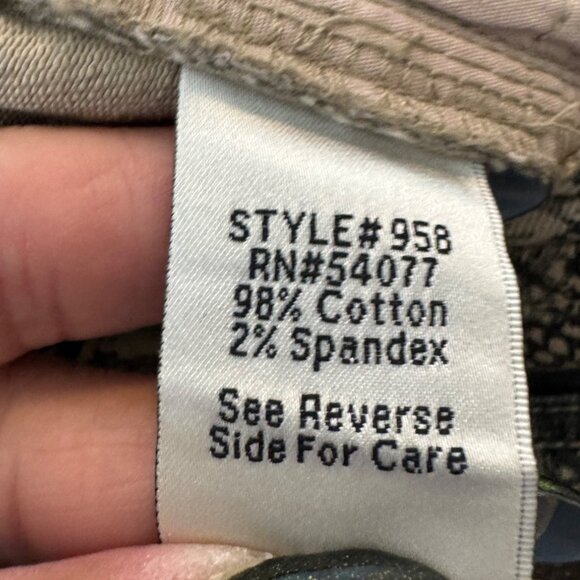 STYLE# 958
RN#54077
98% Cotton
2% Spandex
See Reverse
Side For Care